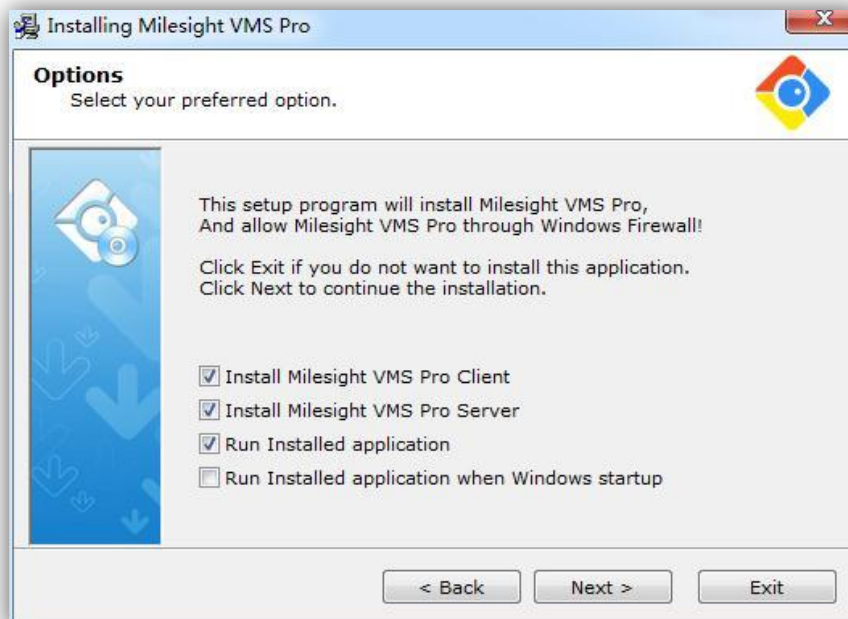 Installing Milesight VMS Pro
Options
Select your preferred option.
This setup program will install Milesight VMS Pro,
And allow Milesight VMS Pro through Windows Firewall!
Click Exit if you do not want to install this application.
Click Next to continue the installation.
Install Milesight VMS Pro Client
Install Milesight VMS Pro Server
Run Installed application
Run Installed application when Windows startup
< Back Next > Exit